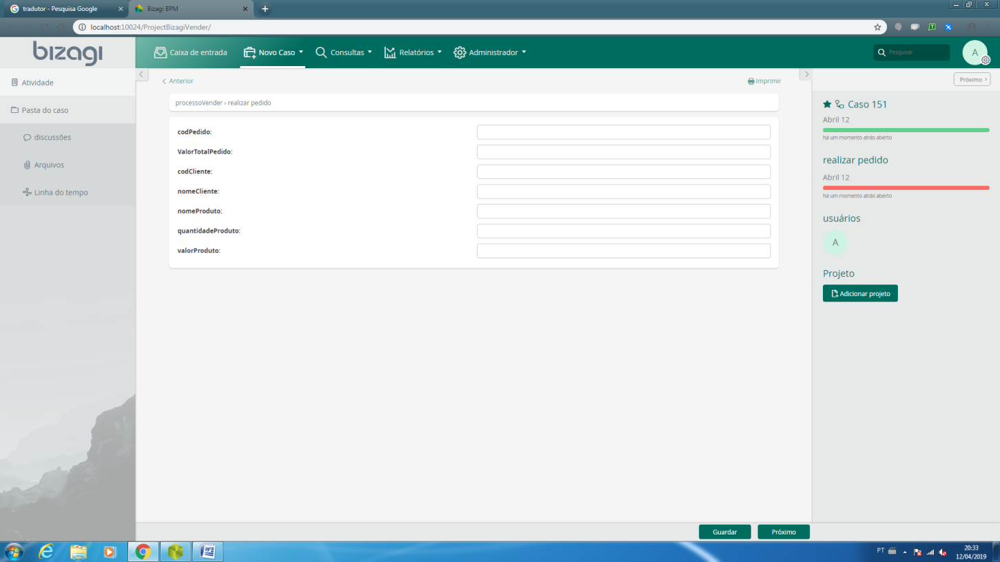 tradutor - Pesquisa Google
Bizagi BPM
localhost:10024/ProjectBizagiVender/
bizagi
Caixa de entrada
Novo Caso
Consultas
Relatórios
Administrador
Pesquisar
A
Atividade
Pasta do caso
discussões
Arquivos
Linha do tempo
Anterior
Imprimir
processoVender › realizar pedido
codPedido:
ValorTotalPedido:
codCliente:
nomeCliente:
nomeProduto:
quantidadeProduto:
valorProduto:
Próximo
Caso 151
Abril 12
há um momento atrás aberto
realizar pedido
Abril 12
há um momento atrás aberto
usuários
A
Projeto
Adicionar projeto
Guardar
Próximo
PT
20:33
12/04/2019